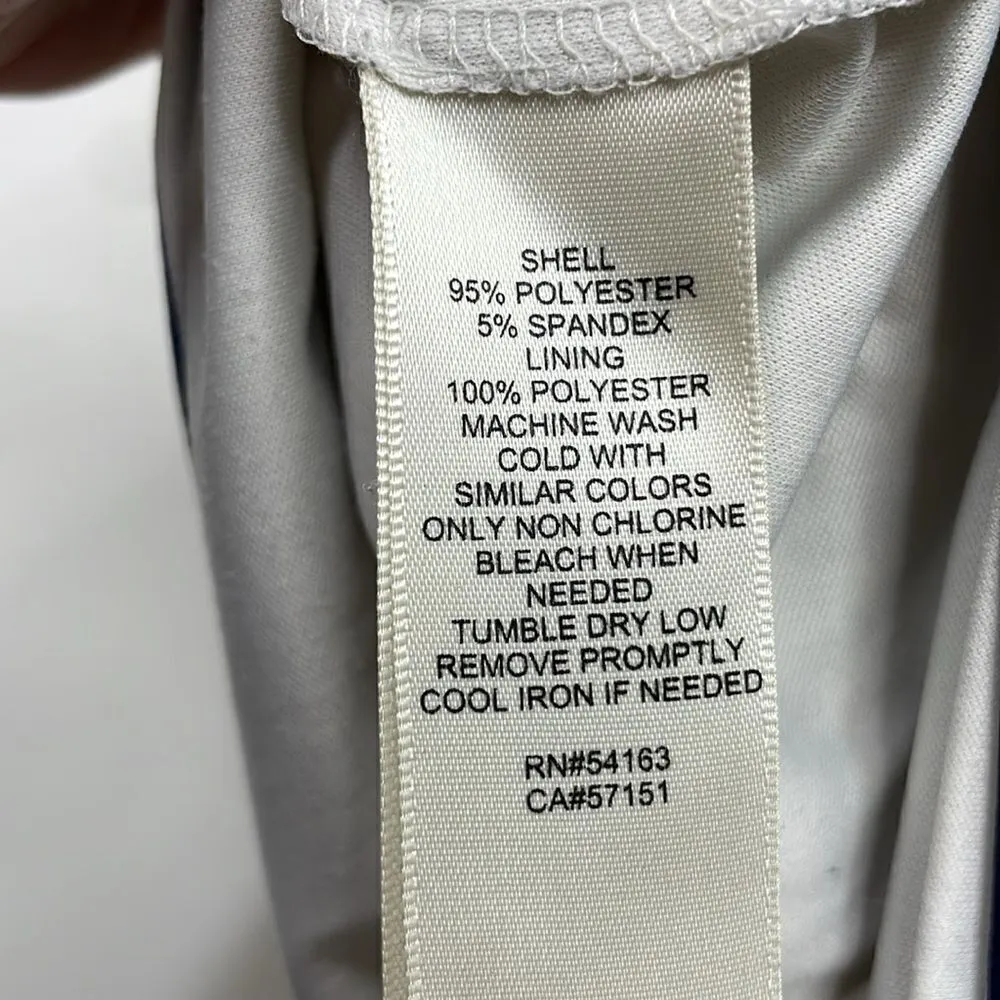 SHELL
95% POLYESTER
5% SPANDEX
LINING
100% POLYESTER
MACHINE WASH
COLD WITH
SIMILAR COLORS
ONLY NON CHLORINE
BLEACH WHEN
NEEDED
TUMBLE DRY LOW
REMOVE PROMPTLY
COOL IRON IF NEEDED
RN#54163
CA#57151